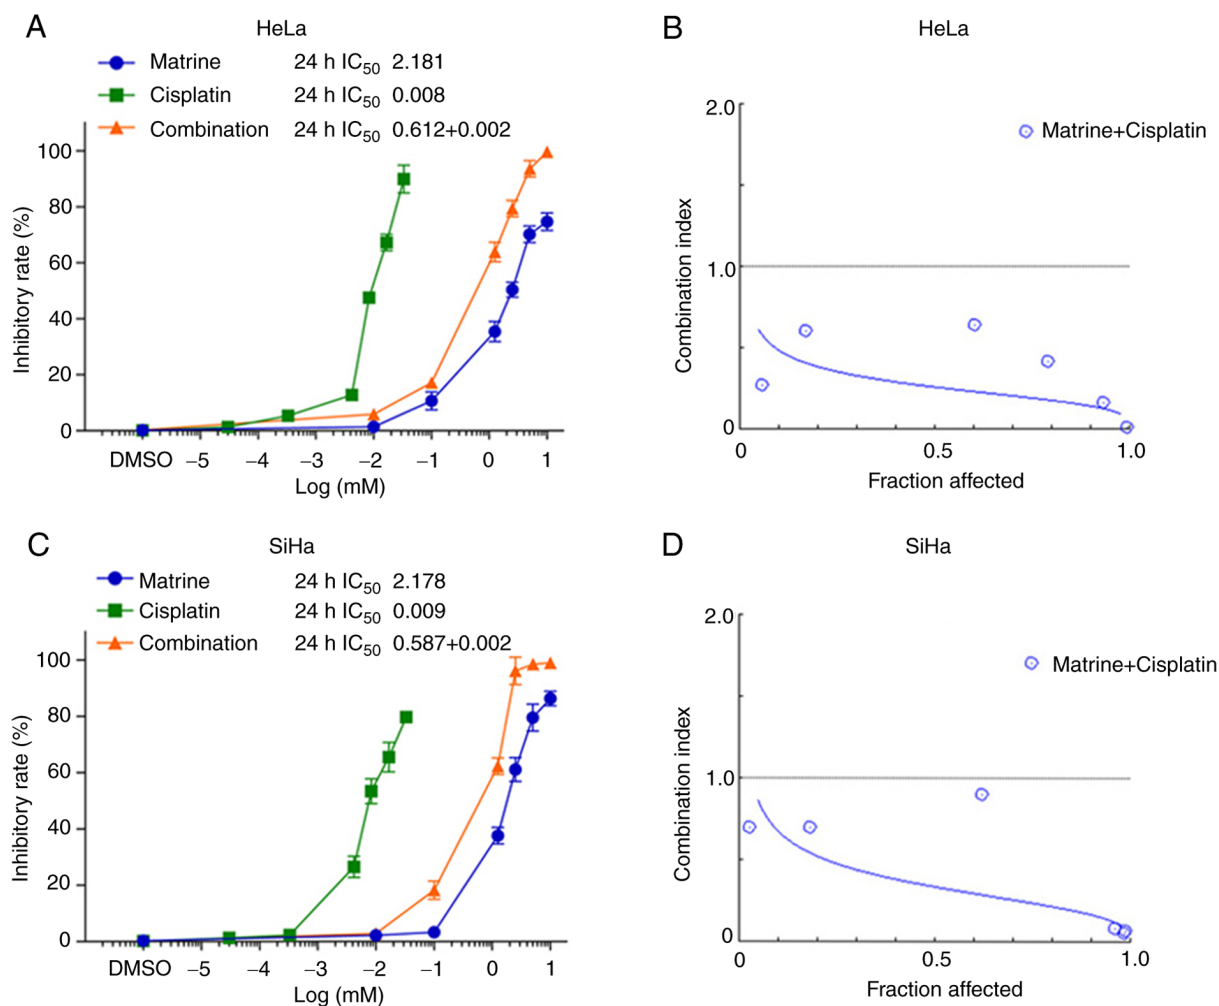 A
HeLa
Matrine 24 h IC50 2.181
Cisplatin 24 h IC50 0.008
Combination 24 h IC50 0.612+0.002
Inhibitory rate (%)
100
80
60
40
20
0
DMSO −5 −4 −3 −2 −1 0 1
Log (mM)
B
HeLa
Matrine+Cisplatin
Combination index
2.0
1.0
0
0 0.5 1.0
Fraction affected
C
SiHa
Matrine 24 h IC50 2.178
Cisplatin 24 h IC50 0.009
Combination 24 h IC50 0.587+0.002
Inhibitory rate (%)
100
80
60
40
20
0
DMSO −5 −4 −3 −2 −1 0 1
Log (mM)
D
SiHa
Matrine+Cisplatin
Combination index
2.0
1.0
0
0 0.5 1.0
Fraction affected